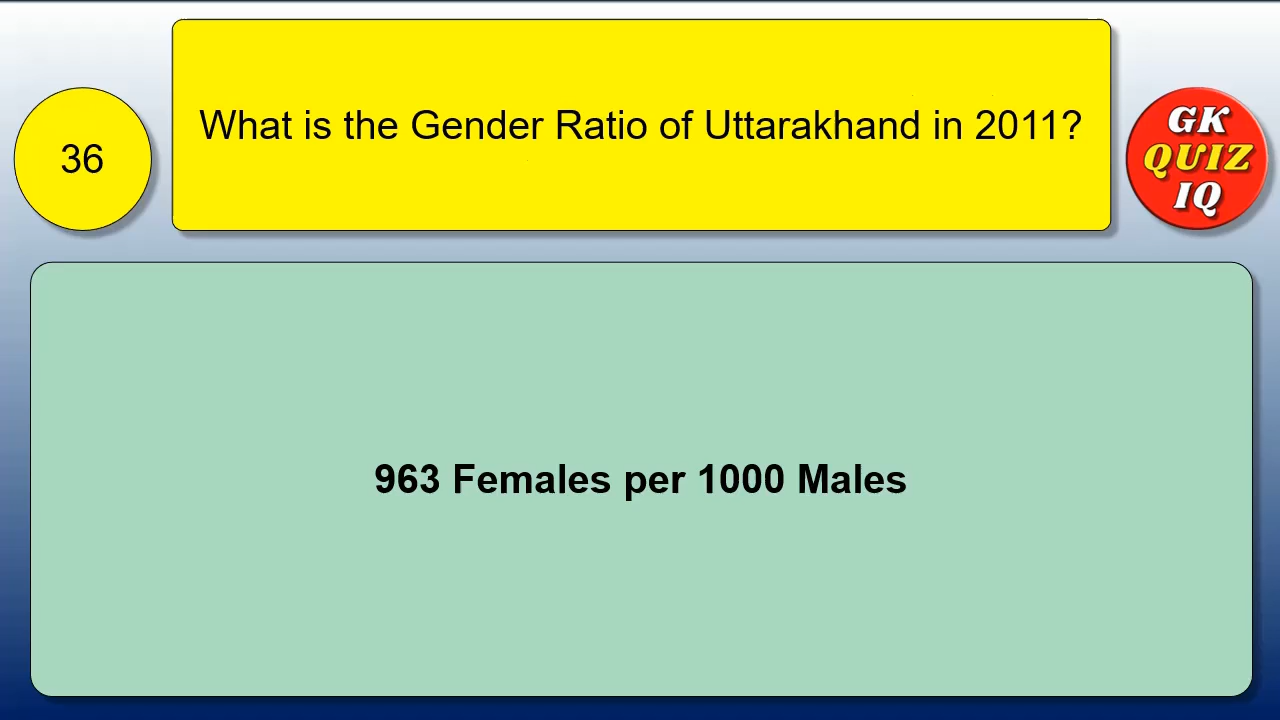 36
What is the Gender Ratio of Uttarakhand in 2011?
GK
QUIZ
IQ
963 Females per 1000 Males